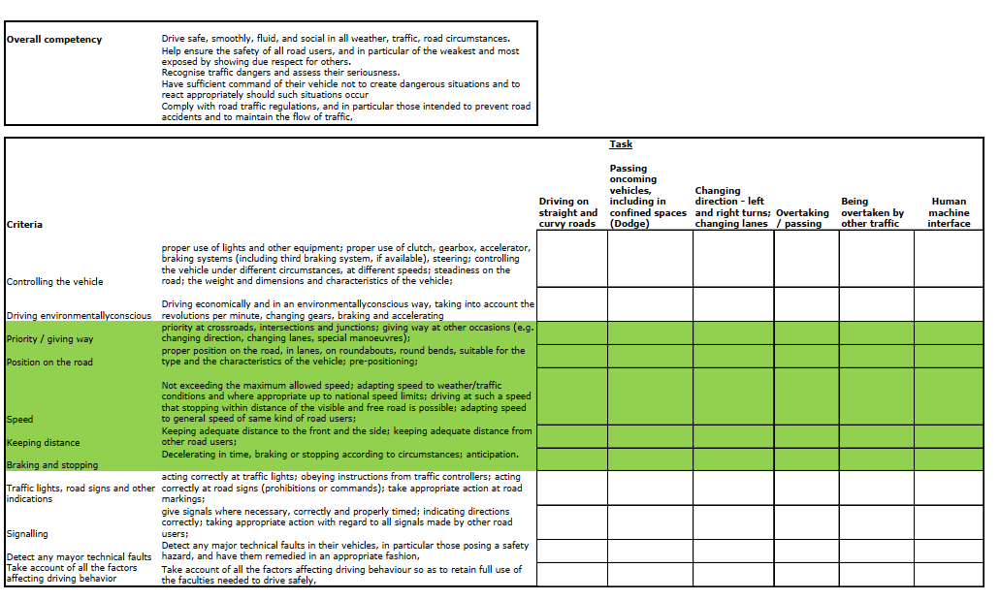 Overall competency
Drive safe, smoothly, fluid, and social in all weather, traffic, road circumstances.
Help ensure the safety of all road users, and in particular of the weakest and most
exposed by showing due respect for others.
Recognise traffic dangers and assess their seriousness.
Have sufficient command of their vehicle not to create dangerous situations and to
react appropriately should such situations occur
Comply with road traffic regulations, and in particular those intended to prevent road
accidents and to maintain the flow of traffic,
Task
Criteria
Driving on
straight and
curvy roads
Passing
oncoming
vehicles,
including in
confined spaces
(Dodge)
Changing
direction - left
and right turns;
changing lanes
Overtaking
/ passing
Being
overtaken by
other traffic
Human
machine
interface
Controlling the vehicle
proper use of lights and other equipment; proper use of clutch, gearbox, accelerator,
braking systems (including third braking system, if available), steering; controlling
the vehicle under different circumstances, at different speeds; steadiness on the
road; the weight and dimensions and characteristics of the vehicle;
Driving environmentallyconscious
Driving economically and in an environmentallyconscious way, taking into account the
revolutions per minute, changing gears, braking and accelerating
Priority / giving way
priority at crossroads, intersections and junctions; giving way at other occasions (e.g.
changing direction, changing lanes, special manoeuvres);
Position on the road
proper position on the road, in lanes, on roundabouts, round bends, suitable for the
type and the characteristics of the vehicle; pre-positioning;
Speed
Not exceeding the maximum allowed speed; adapting speed to weather/traffic
conditions and where appropriate up to national speed limits; driving at such a speed
that stopping within distance of the visible and free road is possible; adapting speed
to general speed of same kind of road users;
Keeping distance
Keeping adequate distance to the front and the side; keeping adequate distance from
other road users;
Braking and stopping
Decelerating in time, braking or stopping according to circumstances; anticipation.
Traffic lights, road signs and other
indications
acting correctly at traffic lights; obeying instructions from traffic controllers; acting
correctly at road signs (prohibitions or commands); take appropriate action at road
markings;
Signalling
give signals where necessary, correctly and properly timed; indicating directions
correctly; taking appropriate action with regard to all signals made by other road
users;
Detect any mayor technical faults
Detect any major technical faults in their vehicles, in particular those posing a safety
hazard, and have them remedied in an appropriate fashion,
Take account of all the factors
affecting driving behavior
Take account of all the factors affecting driving behaviour so as to retain full use of
the faculties needed to drive safely,